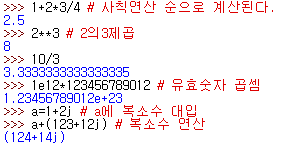 >>> 1+2*3/4 # 사칙연산 순으로 계산된다.
2.5
>>> 2**3 # 2의3제곱
8
>>> 10/3
3.3333333333333335
>>> 1e12*123456789012 # 유효숫자 곱셈
1.23456789012e+23
>>> a=1+2j # a에 복소수 대입
>>> a+(123+12j) # 복소수 연산
(124+14j)